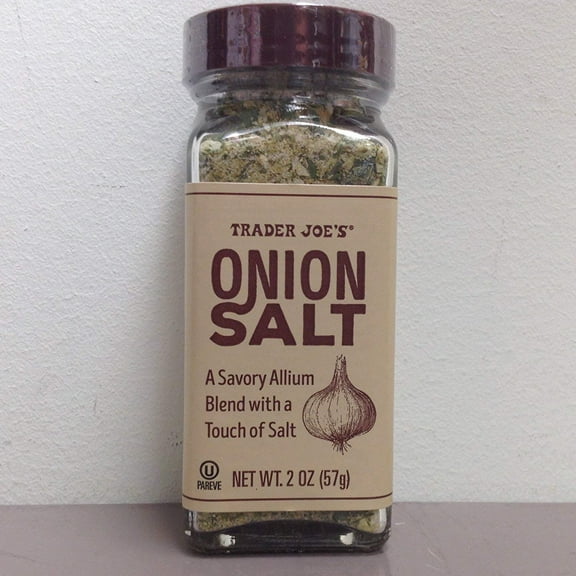 TRADER JOE'S®
ONION
SALT
A Savory Allium
Blend with a
Touch of Salt
U
PAREVE
NET WT. 2 OZ (57g)